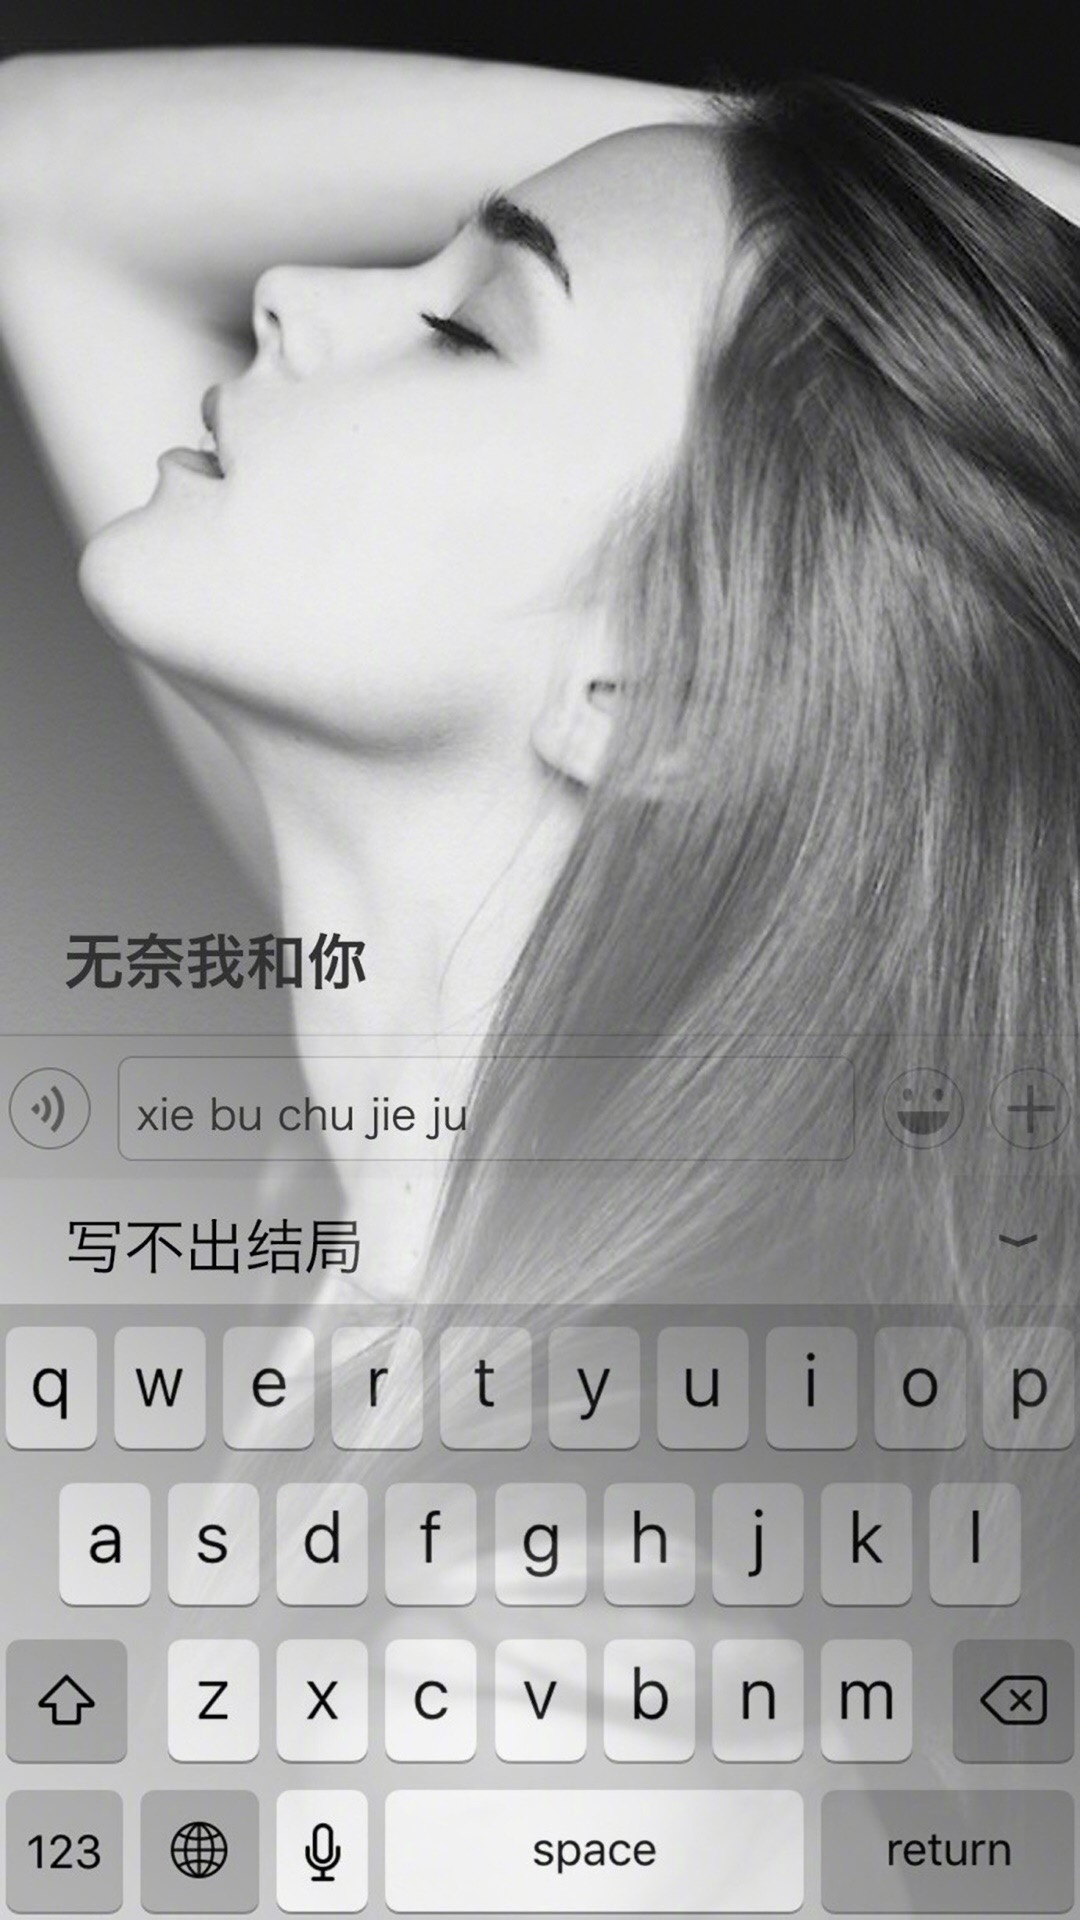 无奈我和你
xie bu chu jie ju
写不出结局
q w e r t y u i o p
a s d f g h j k l
z x c v b n m
123 space return